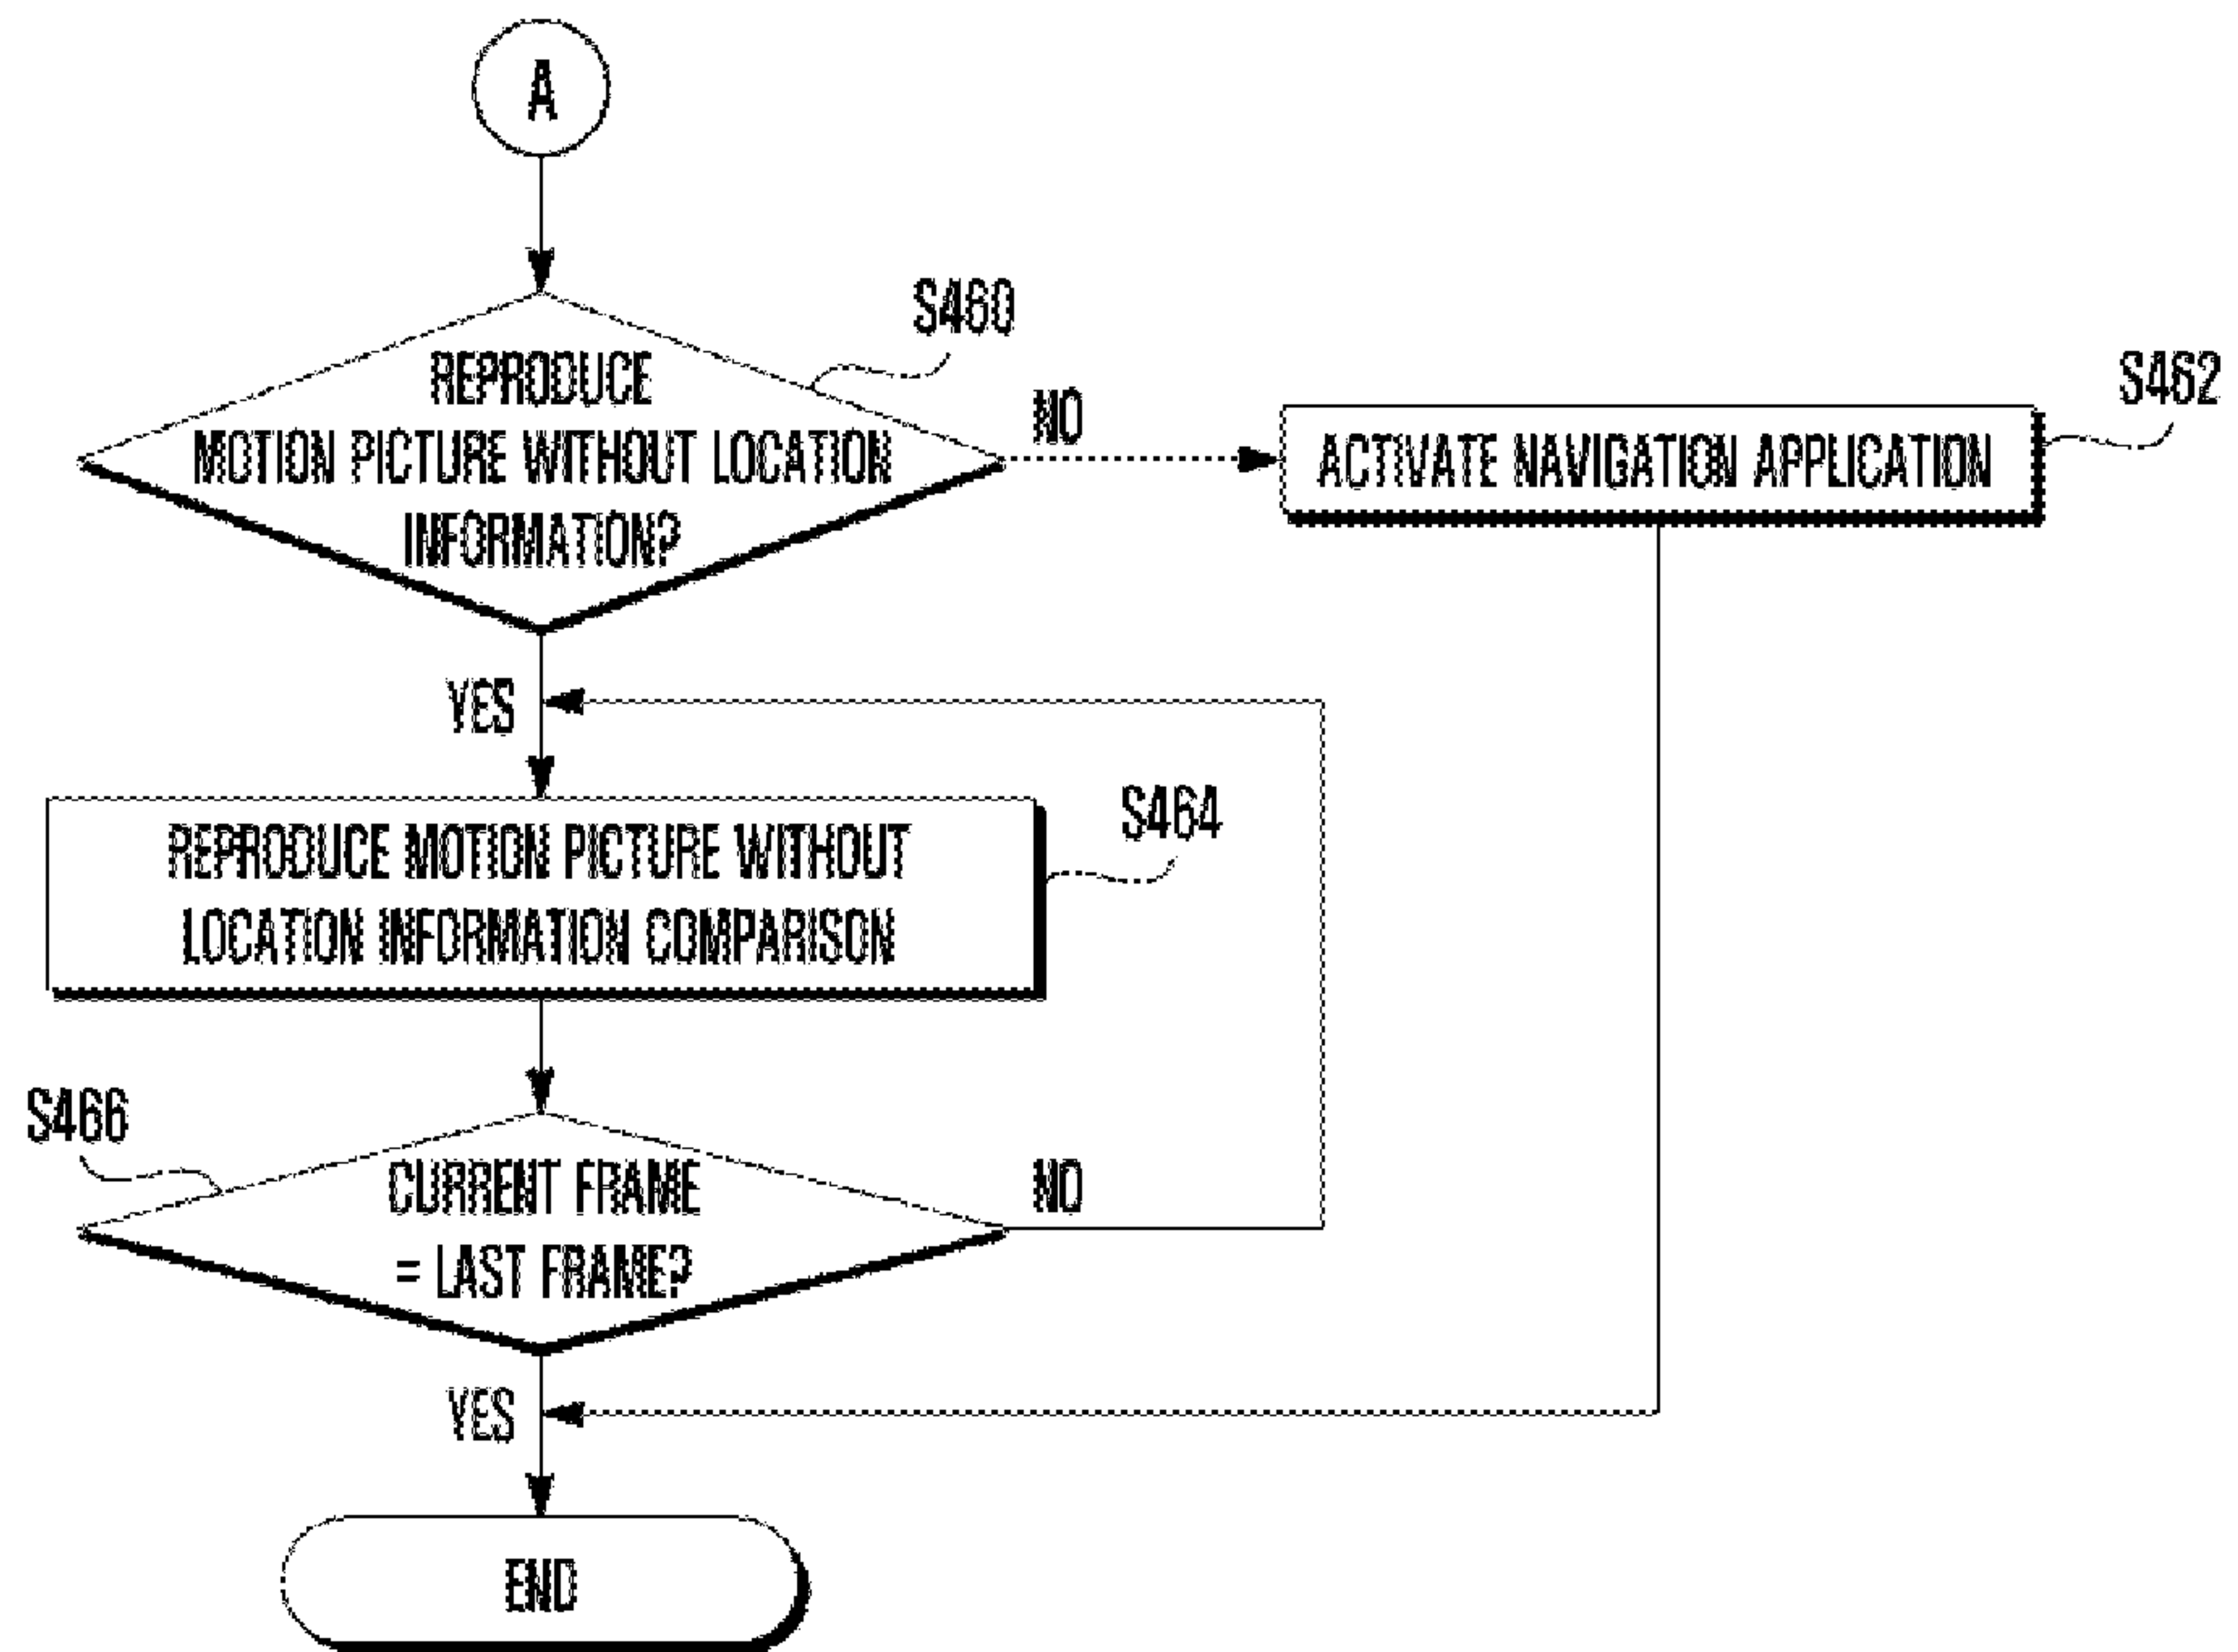 A
S460
REPRODUCE
MOTION PICTURE WITHOUT LOCATION
INFORMATION?
NO
S462
ACTIVATE NAVIGATION APPLICATION
YES
S464
REPRODUCE MOTION PICTURE WITHOUT
LOCATION INFORMATION COMPARISON
S466
CURRENT FRAME
= LAST FRAME?
NO
YES
END